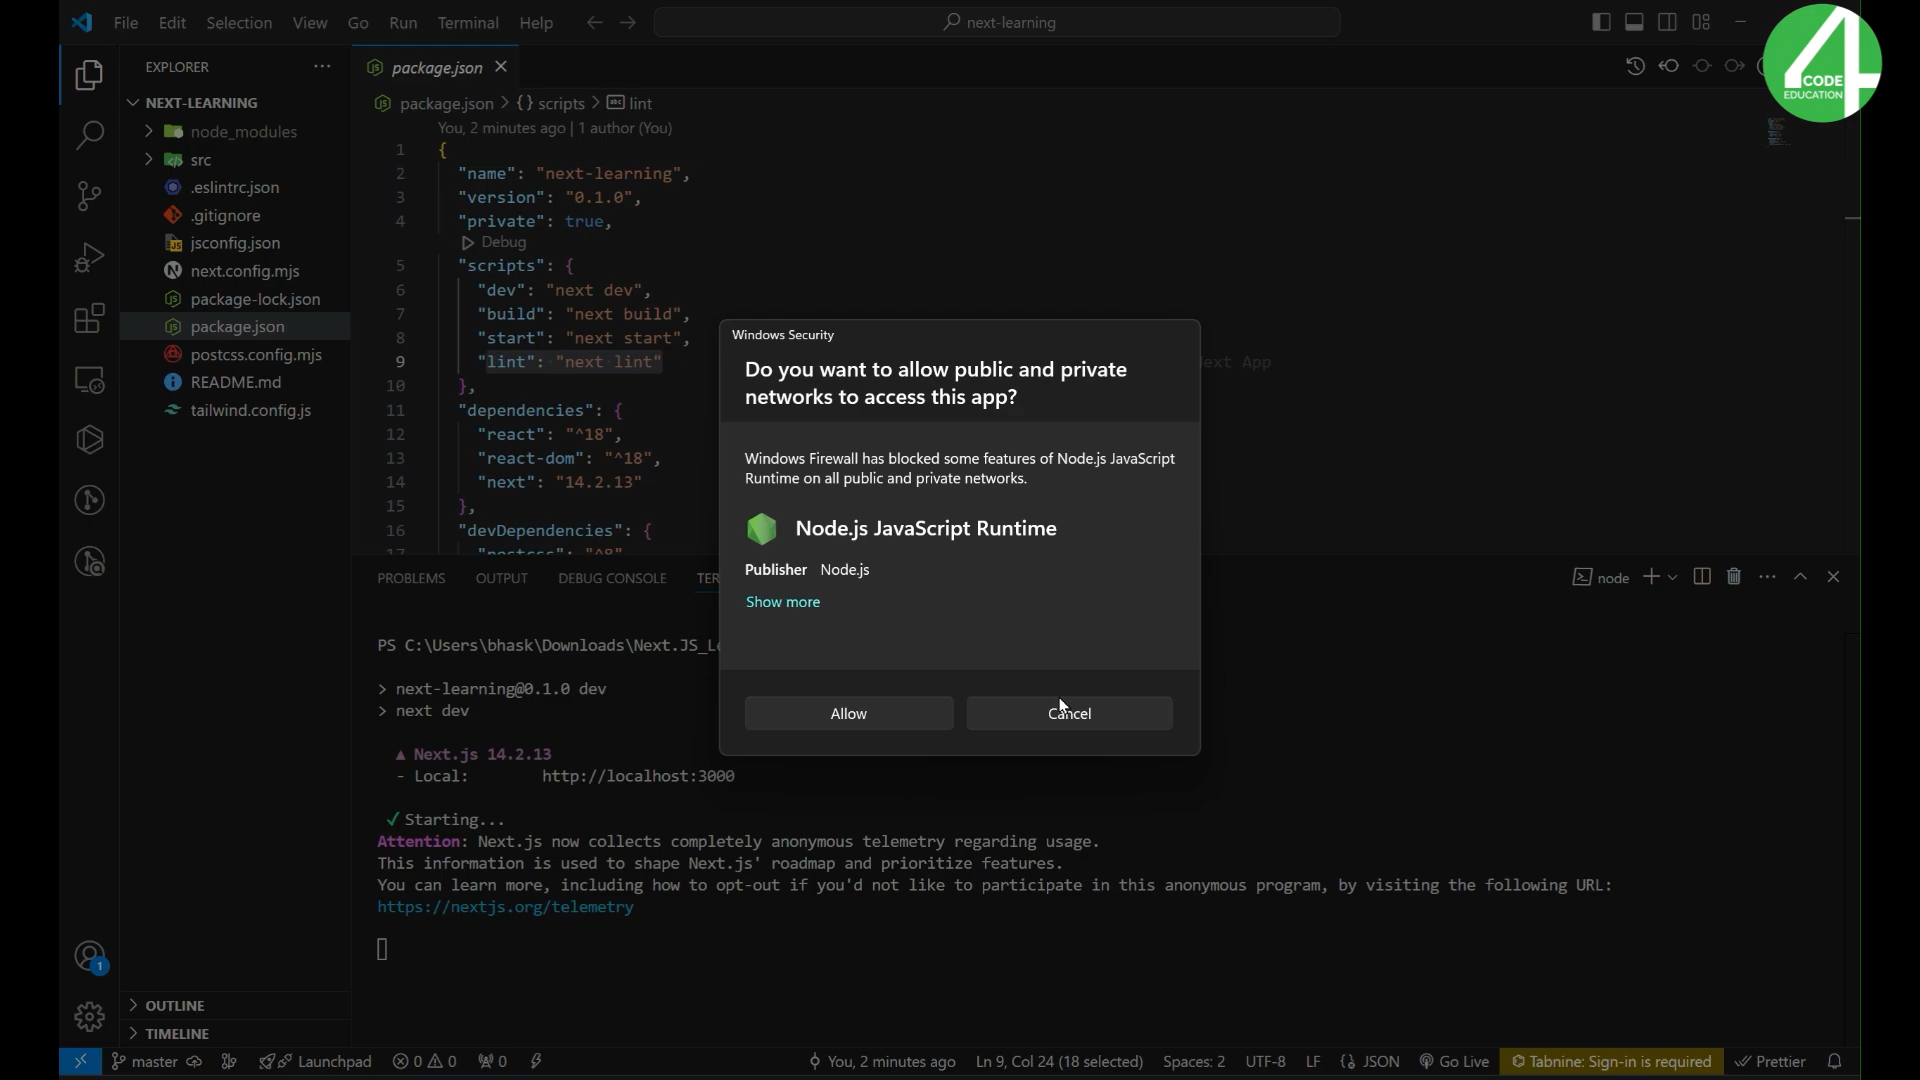 File Edit Selection View Go Run Terminal Help
next-learning
4
CODE
EDUCATION
EXPLORER
NEXT-LEARNING
node_modules
src
.eslintrc.json
.gitignore
jsconfig.json
next.config.mjs
package-lock.json
package.json
postcss.config.mjs
README.md
tailwind.config.js
OUTLINE
TIMELINE
package.json
package.json > {} scripts > lint
You, 2 minutes ago | 1 author (You)
1 {
2 "name": "next-learning",
3 "version": "0.1.0",
4 "private": true,
Debug
5 "scripts": {
6 "dev": "next dev",
7 "build": "next build",
8 "start": "next start",
9 "lint": "next lint"
10 },
11 "dependencies": {
12 "react": "^18",
13 "react-dom": "^18",
14 "next": "14.2.13"
15 },
16 "devDependencies": {
17 "postcss": "^8"
App
Windows Security
Do you want to allow public and private
networks to access this app?
Windows Firewall has blocked some features of Node.js JavaScript
Runtime on all public and private networks.
Node.js JavaScript Runtime
Publisher Node.js
Show more
Allow Cancel
PROBLEMS OUTPUT DEBUG CONSOLE TER
node
PS C:\Users\bhask\Downloads\Next.JS_L
> next-learning@0.1.0 dev
> next dev
▲ Next.js 14.2.13
- Local: http://localhost:3000
✓ Starting...
Attention: Next.js now collects completely anonymous telemetry regarding usage.
This information is used to shape Next.js' roadmap and prioritize features.
You can learn more, including how to opt-out if you'd not like to participate in this anonymous program, by visiting the following URL:
https://nextjs.org/telemetry
1
master Launchpad 0 0 0 You, 2 minutes ago Ln 9, Col 24 (18 selected) Spaces: 2 UTF-8 LF {} JSON Go Live Tabnine: Sign-in is required Prettier